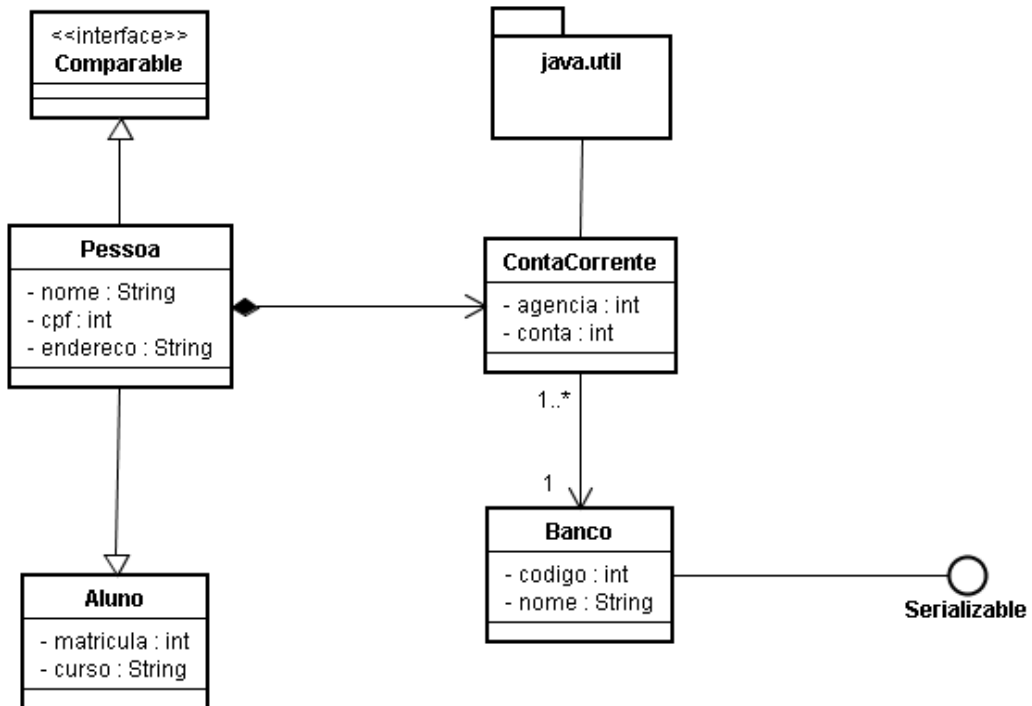 <<interface>>
Comparable
java.util
Pessoa
- nome : String
- cpf : int
- endereco : String
ContaCorrente
- agencia : int
- conta : int
1..*
1
Banco
- codigo : int
- nome : String
Serializable
Aluno
- matricula : int
- curso : String